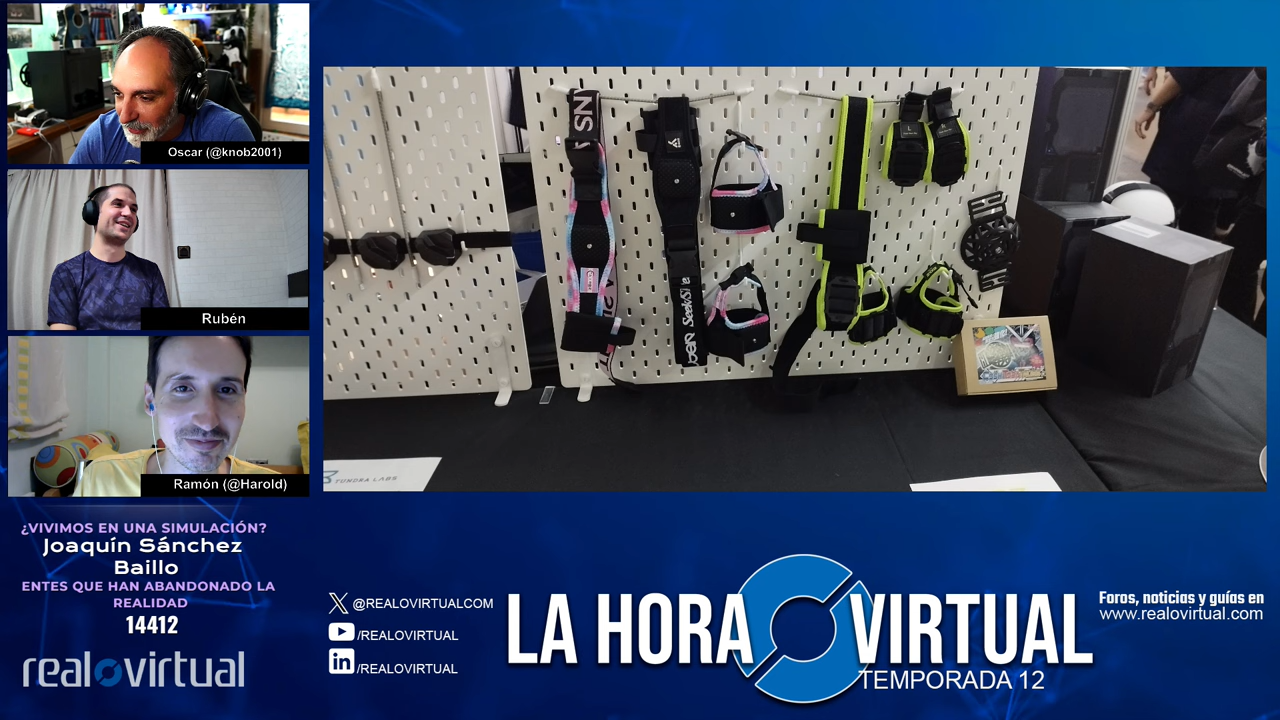 Oscar (@knob2001)
Rubén
Ramón (@Harold)
¿VIVIMOS EN UNA SIMULACIÓN?
Joaquín Sánchez
Baillo
ENTES QUE HAN ABANDONADO LA
REALIDAD
14412
realovirtual
TUNDRA LABS
@REALOVIRTUALCOM
/REALOVIRTUAL
/REALOVIRTUAL
LA HORA VIRTUAL
TEMPORADA 12
Foros, noticias y guías en
www.realovirtual.com